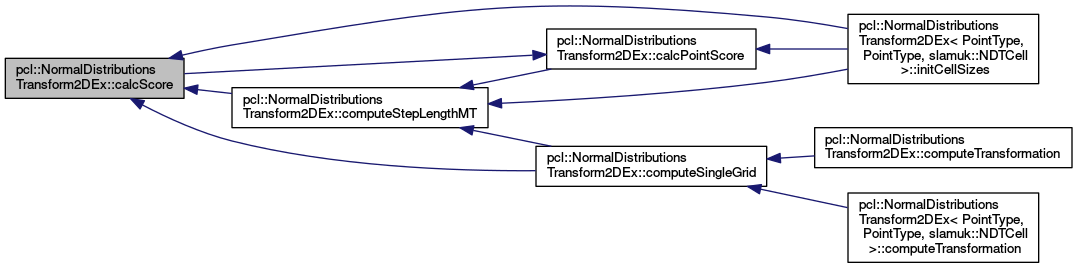 pcl::NormalDistributions
Transform2DEx::calcScore
pcl::NormalDistributions
Transform2DEx::computeStepLengthMT
pcl::NormalDistributions
Transform2DEx::calcPointScore
pcl::NormalDistributions
Transform2DEx::computeSingleGrid
pcl::NormalDistributions
Transform2DEx< PointType,
PointType, slamuk::NDTCell
>::initCellSizes
pcl::NormalDistributions
Transform2DEx::computeTransformation
pcl::NormalDistributions
Transform2DEx< PointType,
PointType, slamuk::NDTCell
>::computeTransformation